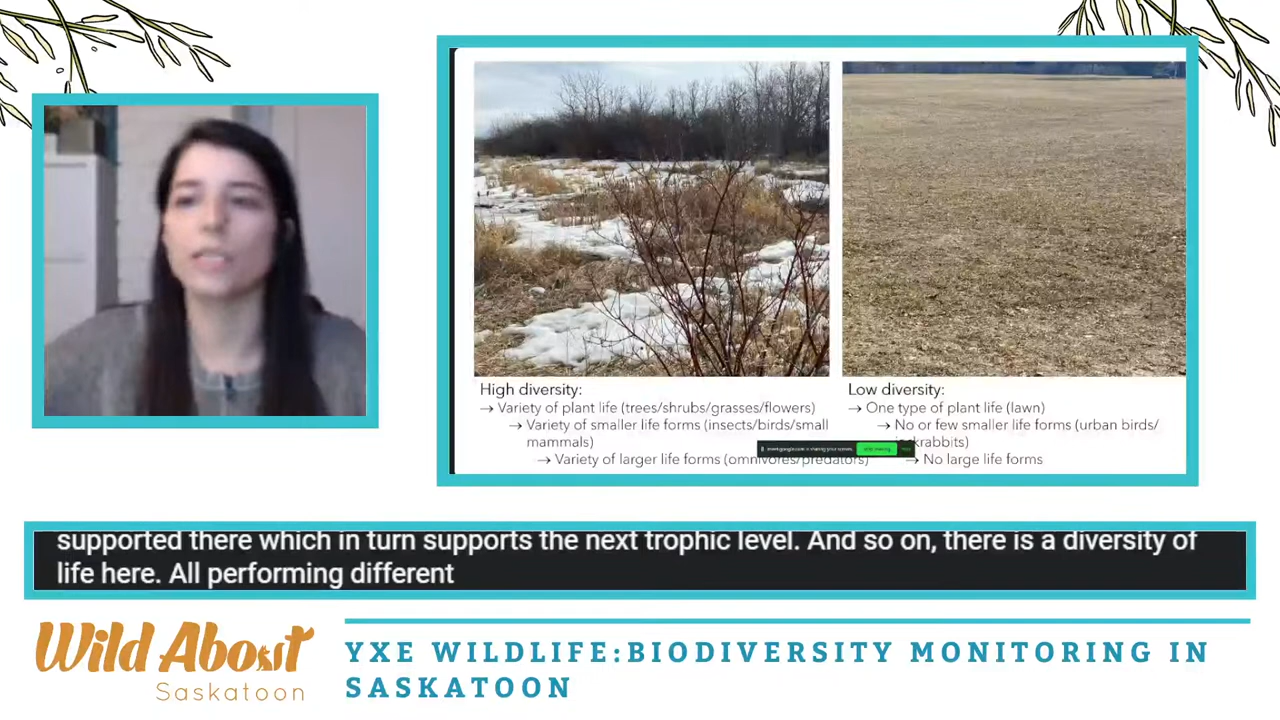 High diversity:
→ Variety of plant life (trees/shrubs/grasses/flowers)
→ Variety of smaller life forms (insects/birds/small
mammals)
→ Variety of larger life forms (omnivores/predators)
Low diversity:
→ One type of plant life (lawn)
→ No or few smaller life forms (urban birds/
jackrabbits)
→ No large life forms
supported there which in turn supports the next trophic level. And so on, there is a diversity of
life here. All performing different
Wild About
Saskatoon
YXE WILDLIFE:BIODIVERSITY MONITORING IN
SASKATOON